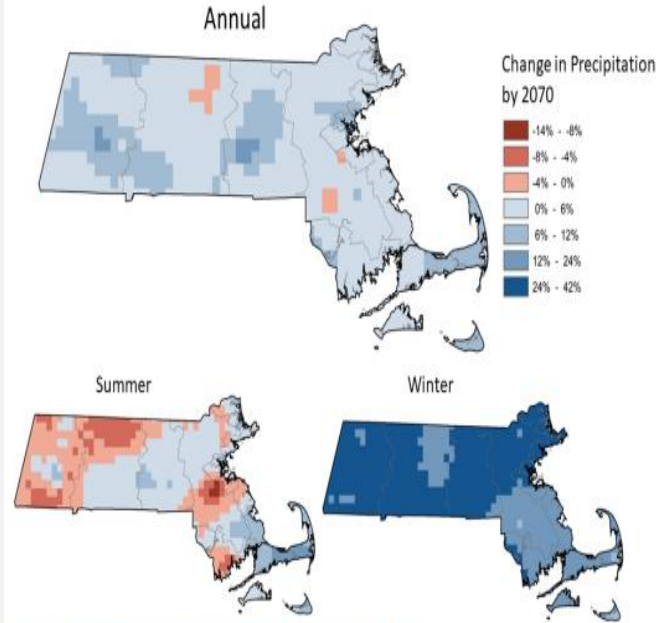 Annual
Change in Precipitation
by 2070
-14% - -8%
-8% - -4%
-4% - 0%
0% - 6%
6% - 12%
12% - 24%
24% - 42%
Summer
Winter